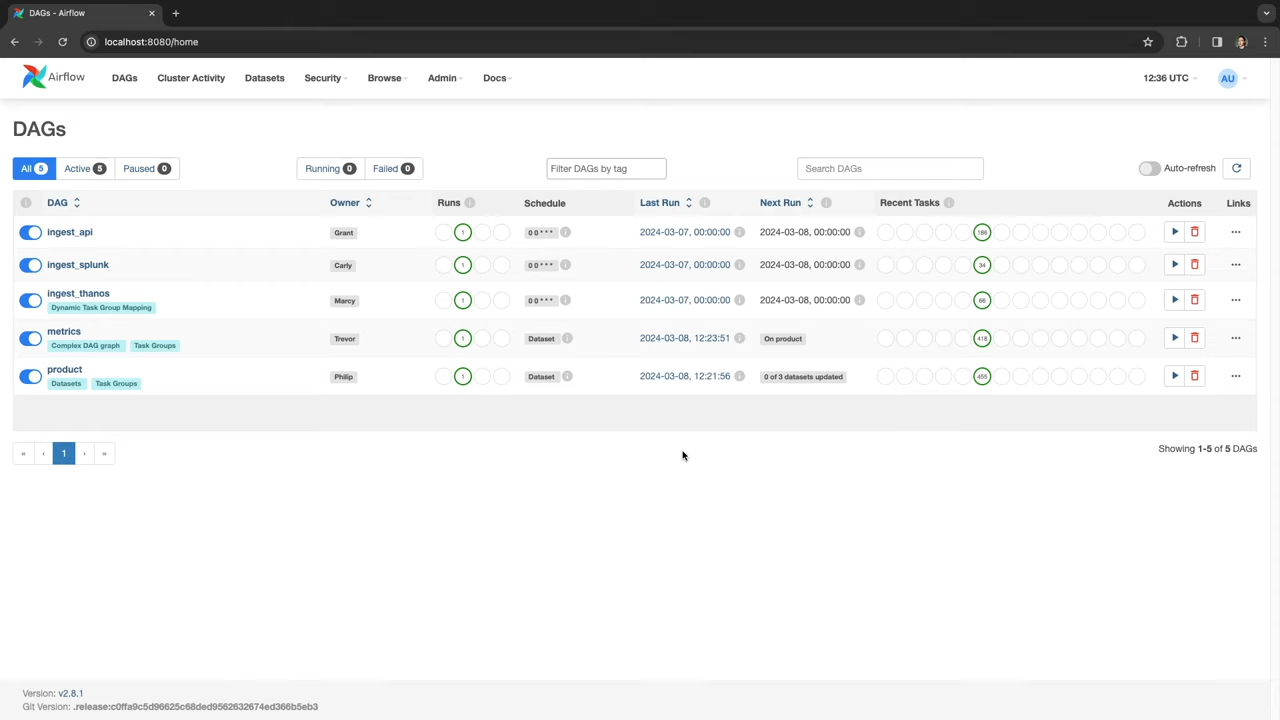 DAGs - Airflow
localhost:8080/home
Airflow DAGs Cluster Activity Datasets Security Browse Admin Docs 12:36 UTC AU
DAGs
All 5 Active 5 Paused 0 Running 0 Failed 0 Filter DAGs by tag Search DAGs Auto-refresh
DAG Owner Runs Schedule Last Run Next Run Recent Tasks Actions Links
ingest_api Grant 1 0 0 * * * 2024-03-07, 00:00:00 2024-03-08, 00:00:00 186
ingest_splunk Carly 1 0 0 * * * 2024-03-07, 00:00:00 2024-03-08, 00:00:00 34
ingest_thanos Marcy 1 0 0 * * * 2024-03-07, 00:00:00 2024-03-08, 00:00:00 66
Dynamic Task Group Mapping
metrics Trevor 1 Dataset 2024-03-08, 12:23:51 On product 418
Complex DAG graph Task Groups
product Philip 1 Dataset 2024-03-08, 12:21:56 0 of 3 datasets updated 455
Datasets Task Groups
« ‹ 1 › » Showing 1-5 of 5 DAGs
Version: v2.8.1
Git Version: .release:c0ffa9c5d96625c68ded9562632674ed366b5eb3